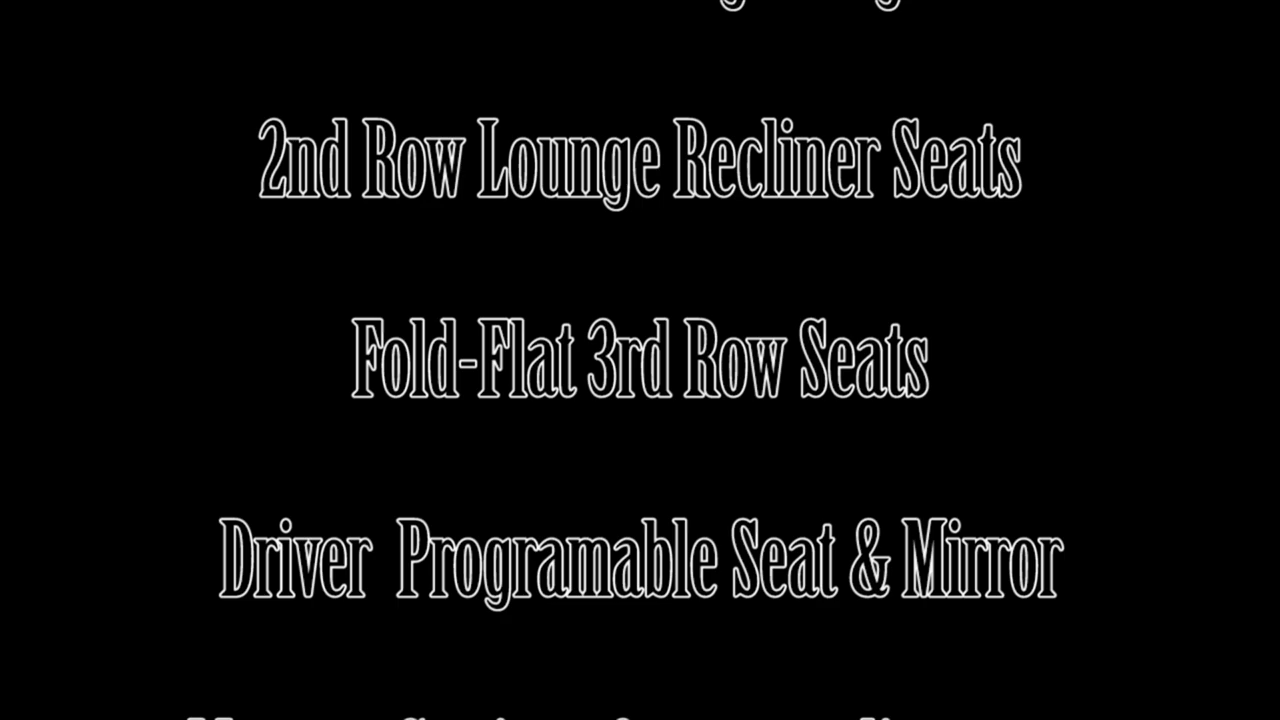 2nd Row Lounge Recliner Seats
Fold-Flat 3rd Row Seats
Driver  Programable Seat & Mirror